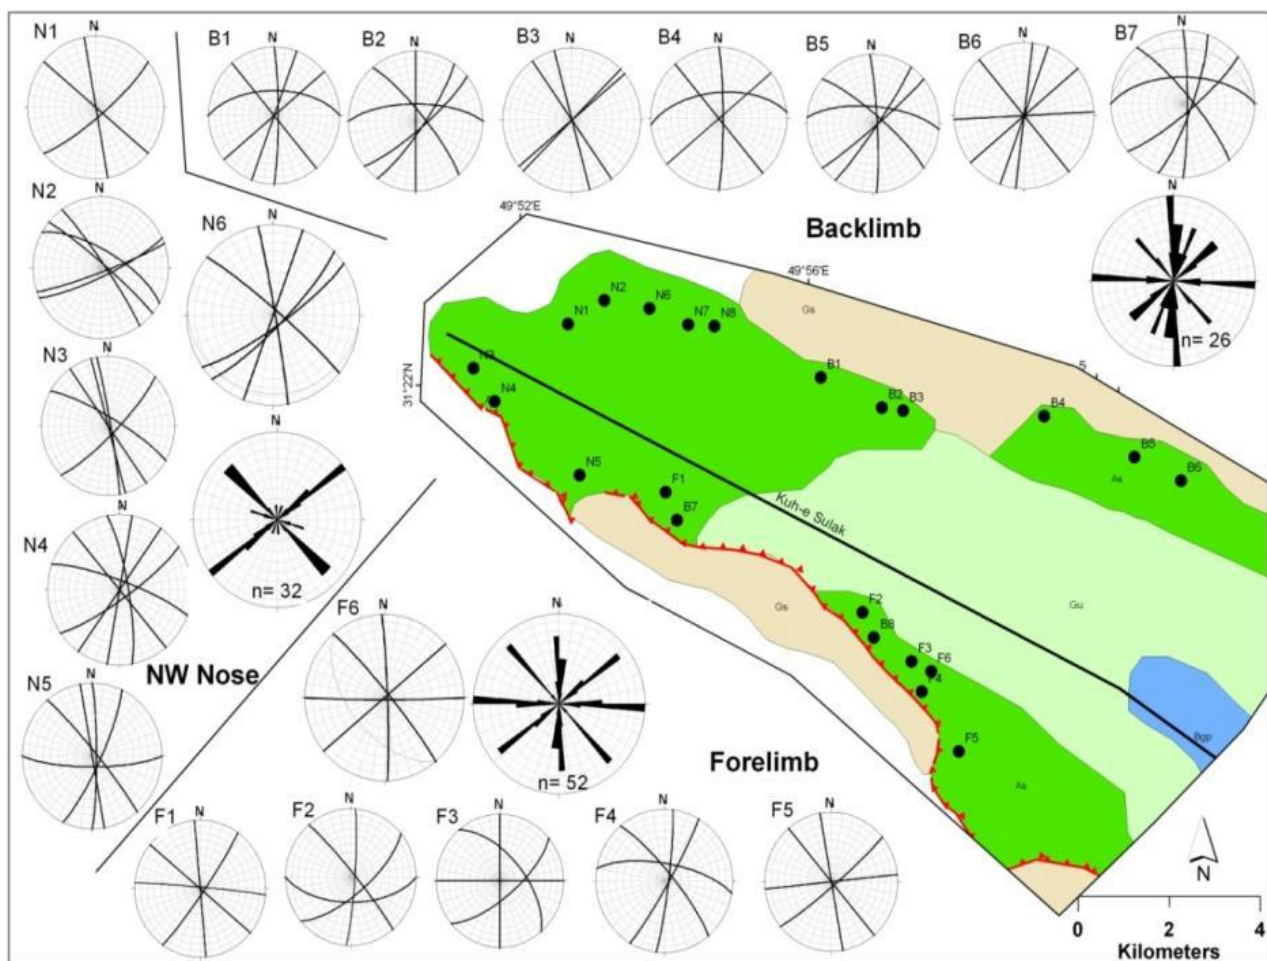 N1
N
B1
N
B2
N
B3
N
B4
N
B5
N
B6
N
B7
N
N2
N
N6
N
49°52'E
Backlimb
N
n= 26
49°56'E
Gs
N2
N6
N1
N7
N8
N3
N
31°22'N
N3
N4
B1
B2
B3
5
B4
B5
As
B6
N
n= 32
N5
F1
B7
Kuh-e Sulak
N4
N
Gs
Gu
F2
B8
F3
F6
F4
NW Nose
F6
N
N
n= 52
N5
N
Forelimb
F5
Bgp
As
F1
N
F2
N
F3
N
F4
N
F5
N
N
0 2 4
Kilometers